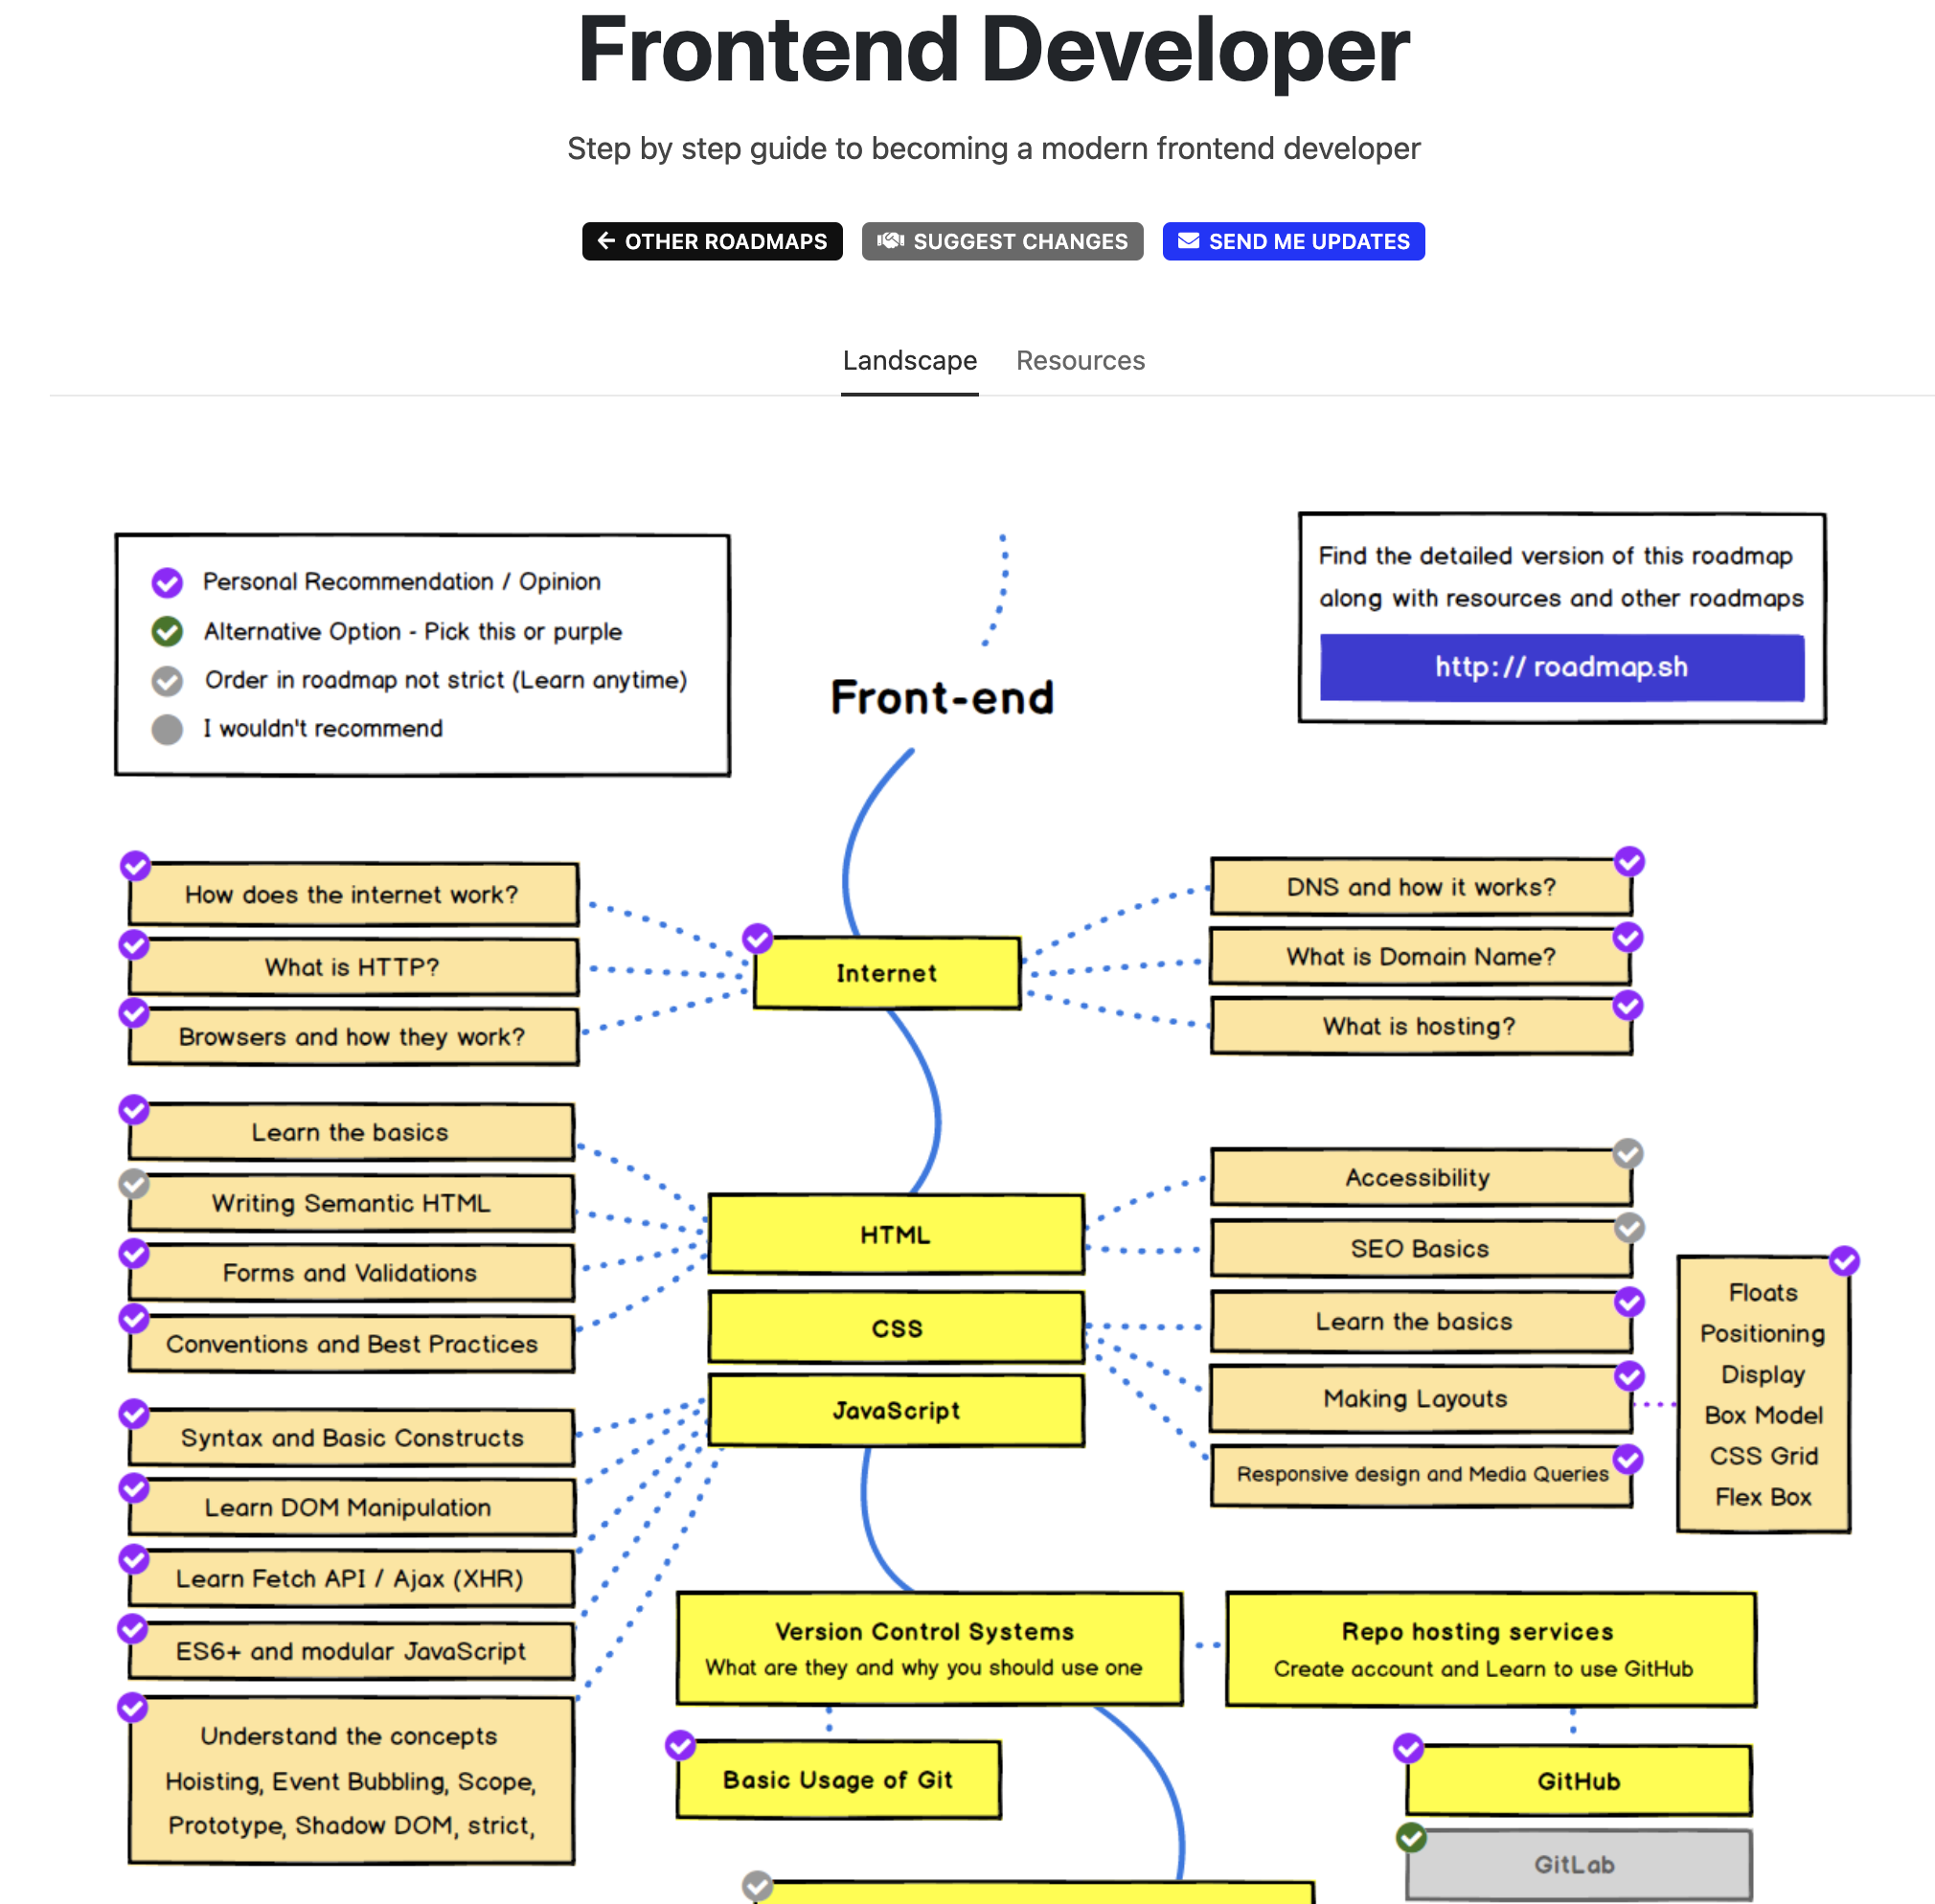 Frontend Developer
Step by step guide to becoming a modern frontend developer
OTHER ROADMAPS
SUGGEST CHANGES
SEND ME UPDATES
Landscape
Resources
Personal Recommendation / Opinion
Alternative Option - Pick this or purple
Order in roadmap not strict (Learn anytime)
I wouldn't recommend
Find the detailed version of this roadmap
along with resources and other roadmaps
http:// roadmap.sh
Front-end
How does the internet work?
What is HTTP?
Browsers and how they work?
Internet
DNS and how it works?
What is Domain Name?
What is hosting?
Learn the basics
Writing Semantic HTML
Forms and Validations
Conventions and Best Practices
HTML
CSS
JavaScript
Accessibility
SEO Basics
Learn the basics
Making Layouts
Responsive design and Media Queries
Floats
Positioning
Display
Box Model
CSS Grid
Flex Box
Syntax and Basic Constructs
Learn DOM Manipulation
Learn Fetch API / Ajax (XHR)
ES6+ and modular JavaScript
Understand the concepts
Hoisting, Event Bubbling, Scope,
Prototype, Shadow DOM, strict,
Version Control Systems
What are they and why you should use one
Repo hosting services
Create account and Learn to use GitHub
Basic Usage of Git
GitHub
GitLab